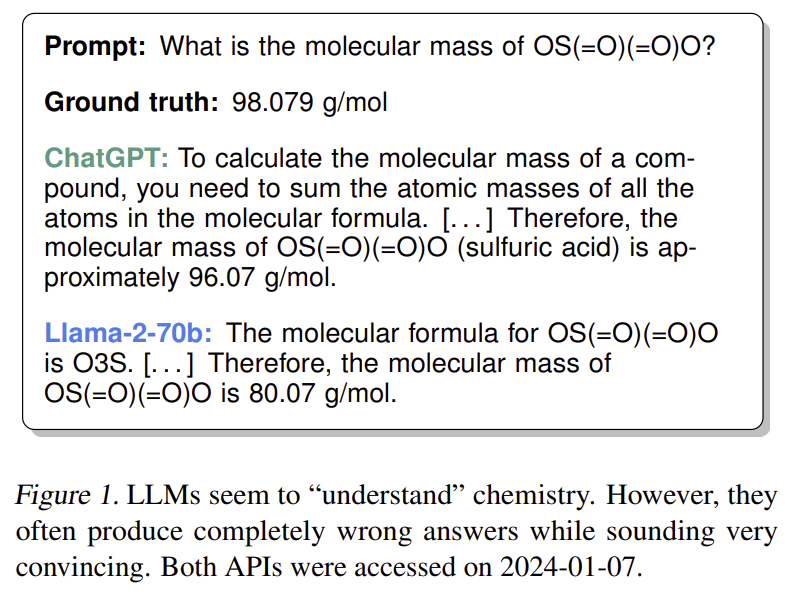 Prompt: What is the molecular mass of OS(=O)(=O)O?
Ground truth: 98.079 g/mol
ChatGPT: To calculate the molecular mass of a com-
pound, you need to sum the atomic masses of all the
atoms in the molecular formula. [...] Therefore, the
molecular mass of OS(=O)(=O)O (sulfuric acid) is ap-
proximately 96.07 g/mol.
Llama-2-70b: The molecular formula for OS(=O)(=O)O
is O3S. [...] Therefore, the molecular mass of
OS(=O)(=O)O is 80.07 g/mol.
Figure 1. LLMs seem to “understand” chemistry. However, they
often produce completely wrong answers while sounding very
convincing. Both APIs were accessed on 2024-01-07.